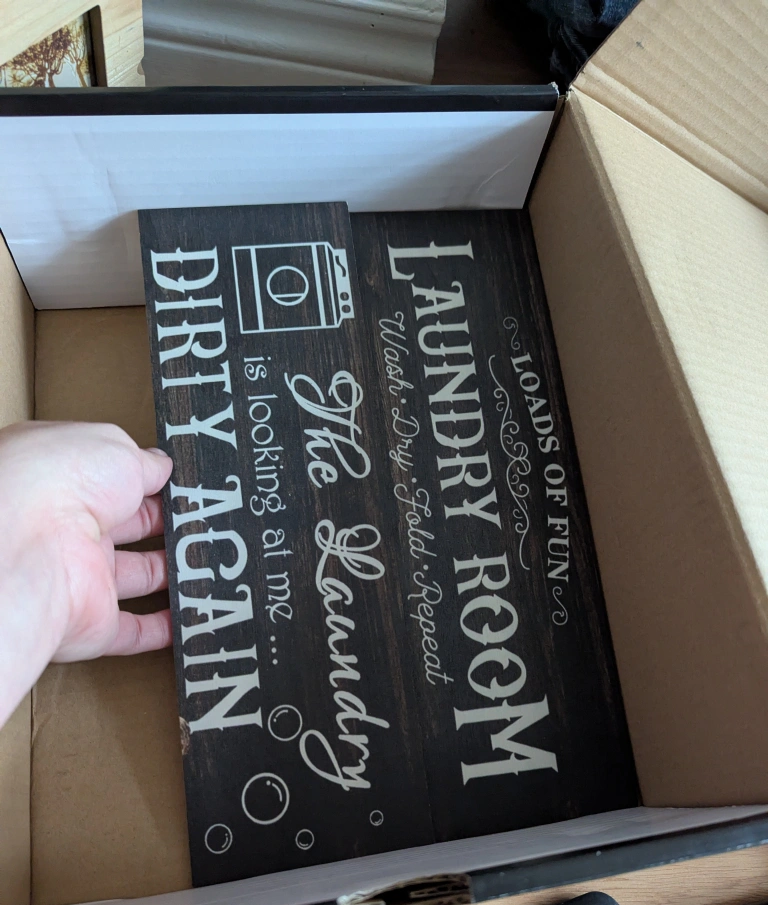 LOADS OF FUN
LAUNDRY ROOM
Wash·Dry·Fold·Repeat
The Laundry
is looking at me ....
DIRTY AGAIN